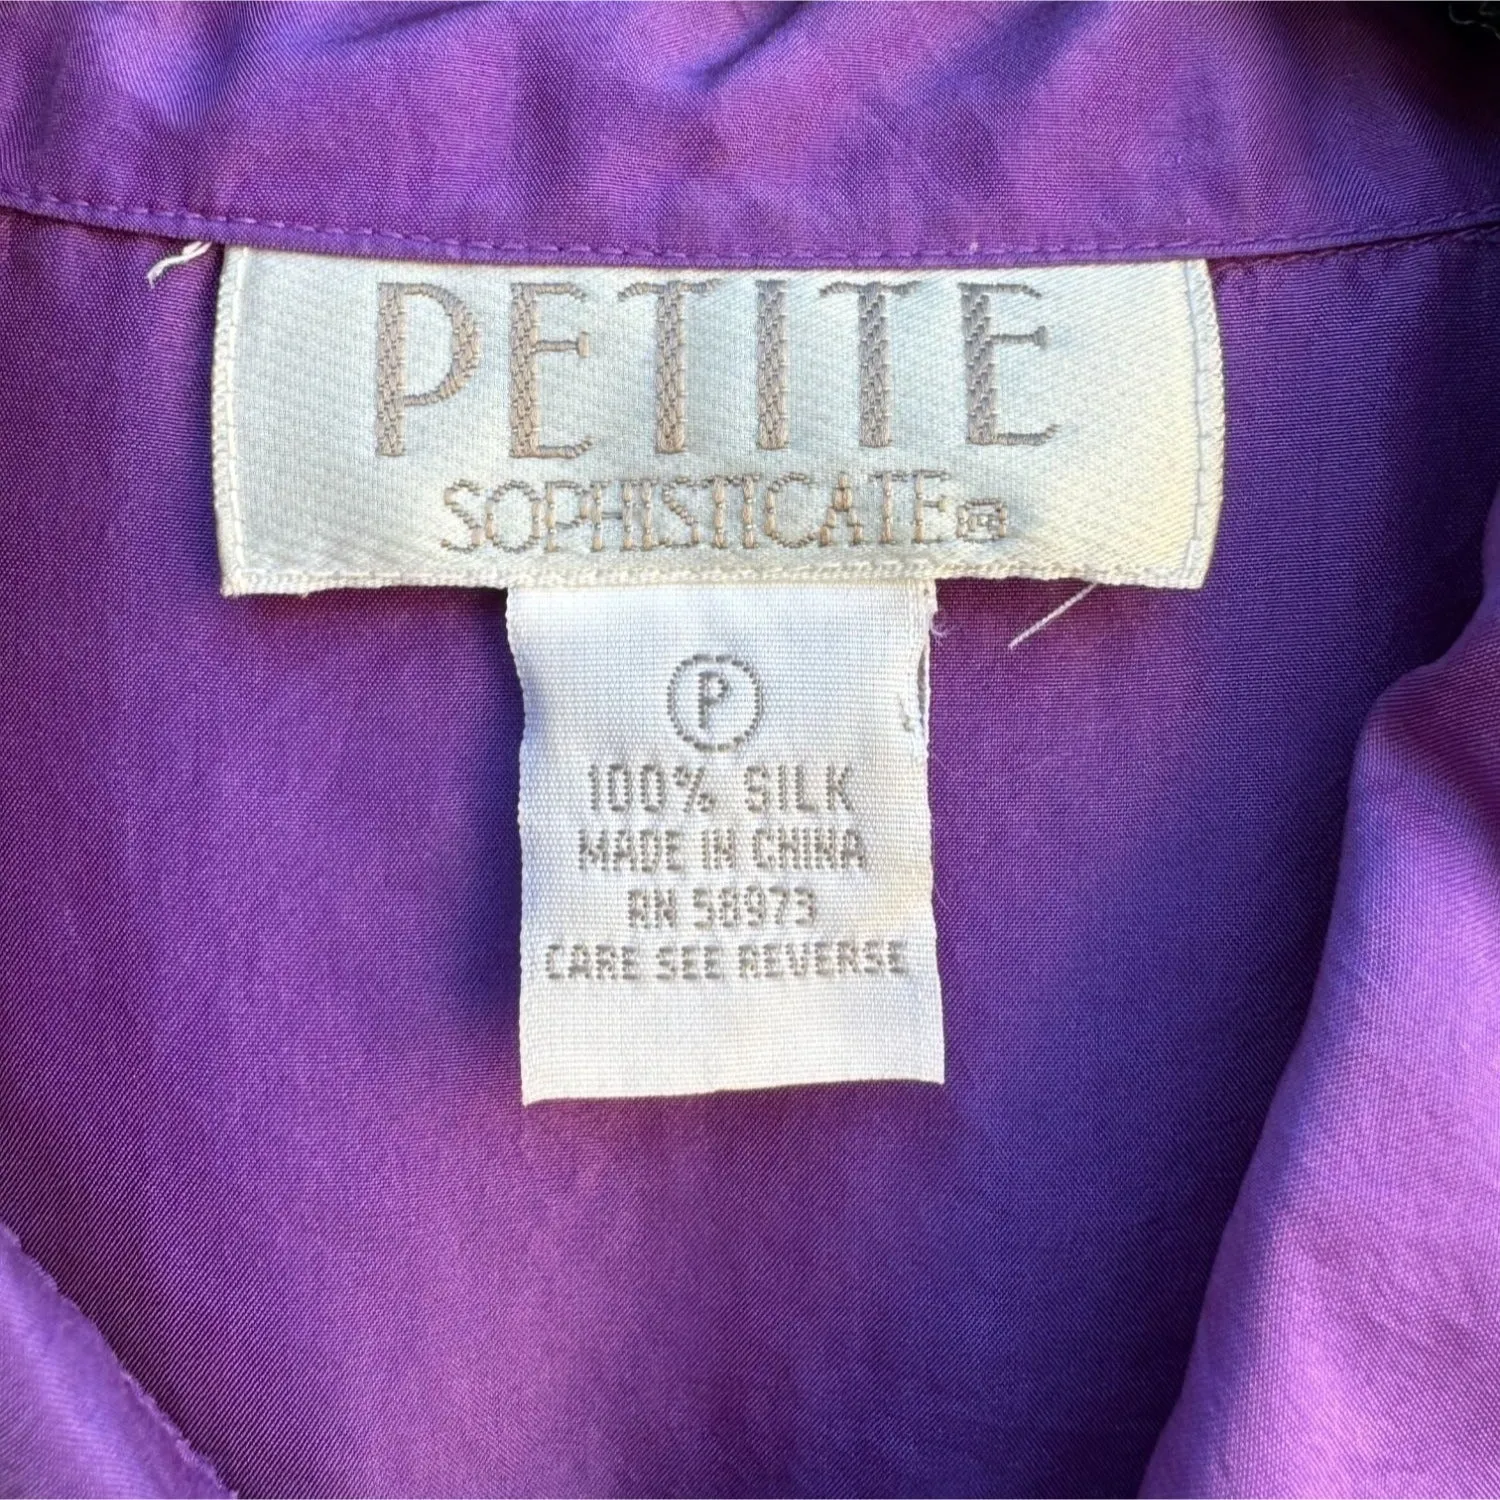 PETITE
SOPHISTICATE®
P
100% SILK
MADE IN CHINA
RN 58973
CARE SEE REVERSE